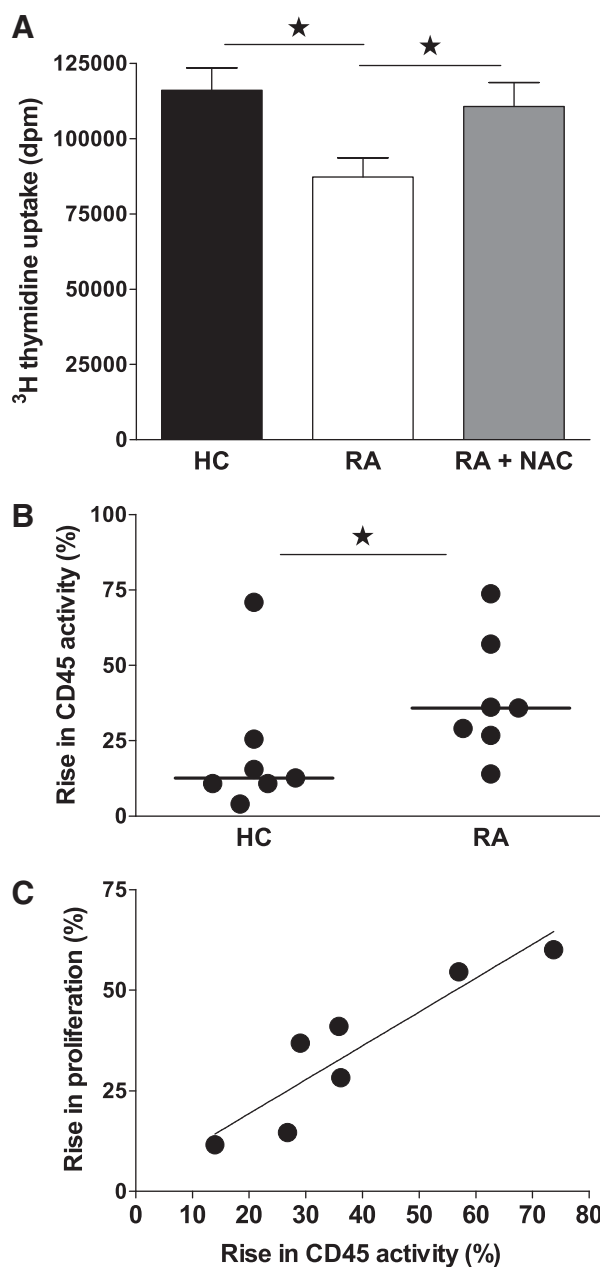 A
³H thymidine uptake (dpm)
125000
100000
75000
50000
25000
0
HC RA RA + NAC
B
Rise in CD45 activity (%)
100
75
50
25
0
HC RA
C
Rise in proliferation (%)
75
50
25
0
0 10 20 30 40 50 60 70 80
Rise in CD45 activity (%)